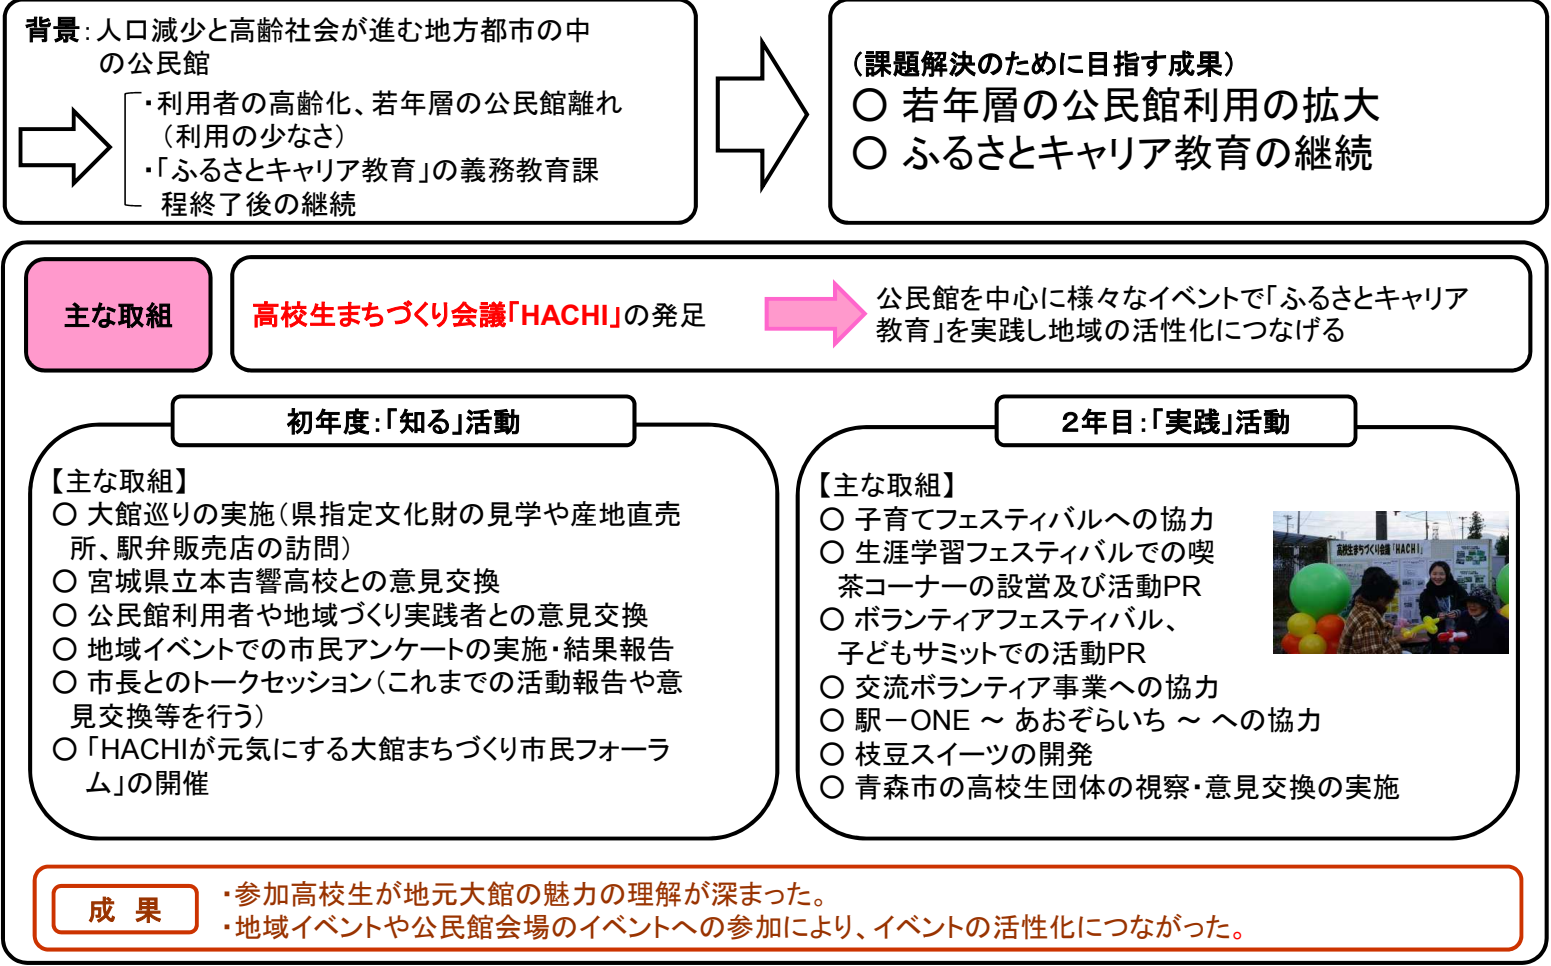 背景：人口減少と高齢社会が進む地方都市の中
の公民館
・利用者の高齢化、若年層の公民館離れ
（利用の少なさ）
・「ふるさとキャリア教育」の義務教育課
程終了後の継続
（課題解決のために目指す成果）
○ 若年層の公民館利用の拡大
○ ふるさとキャリア教育の継続
主な取組
高校生まちづくり会議「HACHI」の発足
公民館を中心に様々なイベントで「ふるさとキャリア
教育」を実践し地域の活性化につなげる
初年度：「知る」活動
【主な取組】
○ 大館巡りの実施（県指定文化財の見学や産地直売
所、駅弁販売店の訪問）
○ 宮城県立本吉響高校との意見交換
○ 公民館利用者や地域づくり実践者との意見交換
○ 地域イベントでの市民アンケートの実施・結果報告
○ 市長とのトークセッション（これまでの活動報告や意
見交換等を行う）
○ 「HACHIが元気にする大館まちづくり市民フォーラ
ム」の開催
２年目：「実践」活動
【主な取組】
○ 子育てフェスティバルへの協力
○ 生涯学習フェスティバルでの喫
茶コーナーの設営及び活動PR
○ ボランティアフェスティバル、
子どもサミットでの活動PR
○ 交流ボランティア事業への協力
○ 駅－ONE ～ あおぞらいち ～ への協力
○ 枝豆スイーツの開発
○ 青森市の高校生団体の視察・意見交換の実施
高校生まちづくり会議「HACHI」
成 果
・参加高校生が地元大館の魅力の理解が深まった。
・地域イベントや公民館会場のイベントへの参加により、イベントの活性化につながった。